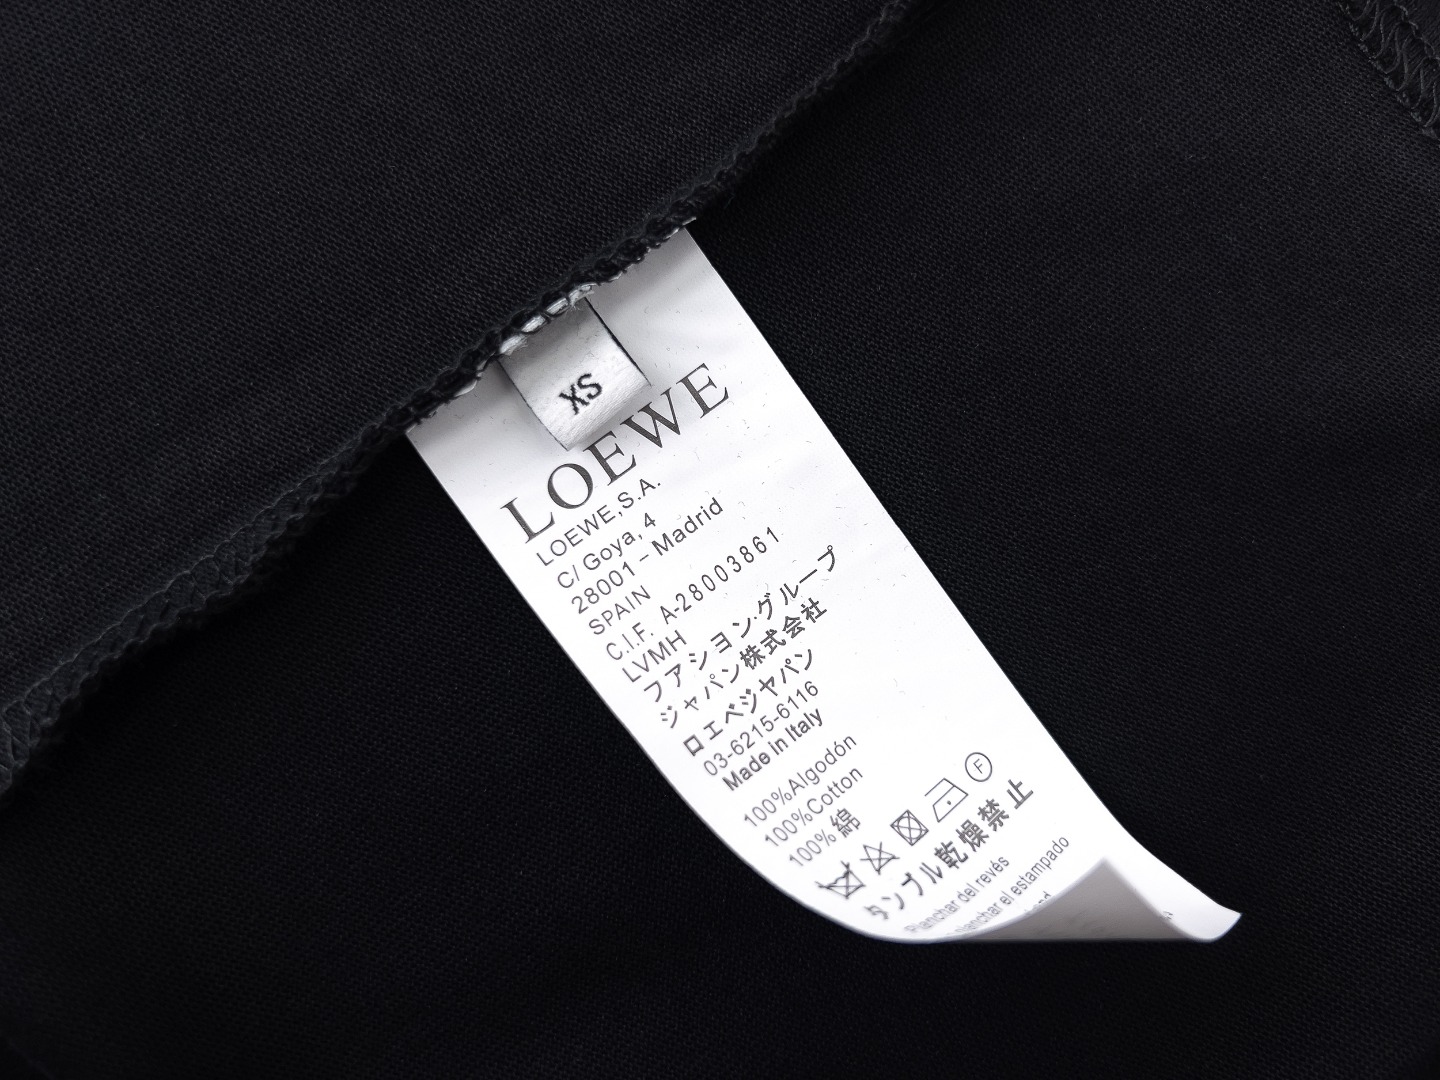 XS
LOEWE
LOEWE,S.A.
C/ Goya, 4
28001 – Madrid
SPAIN
C.I.F. A-28003861
LVMH
ファション・グループ
ジャパン株式会社
ロエベジャパン
03-6215-6116
Made in Italy
100%Algodón
100%Cotton
100%綿
F
タンブル乾燥禁止
Planchar del revés
planchar el estampado